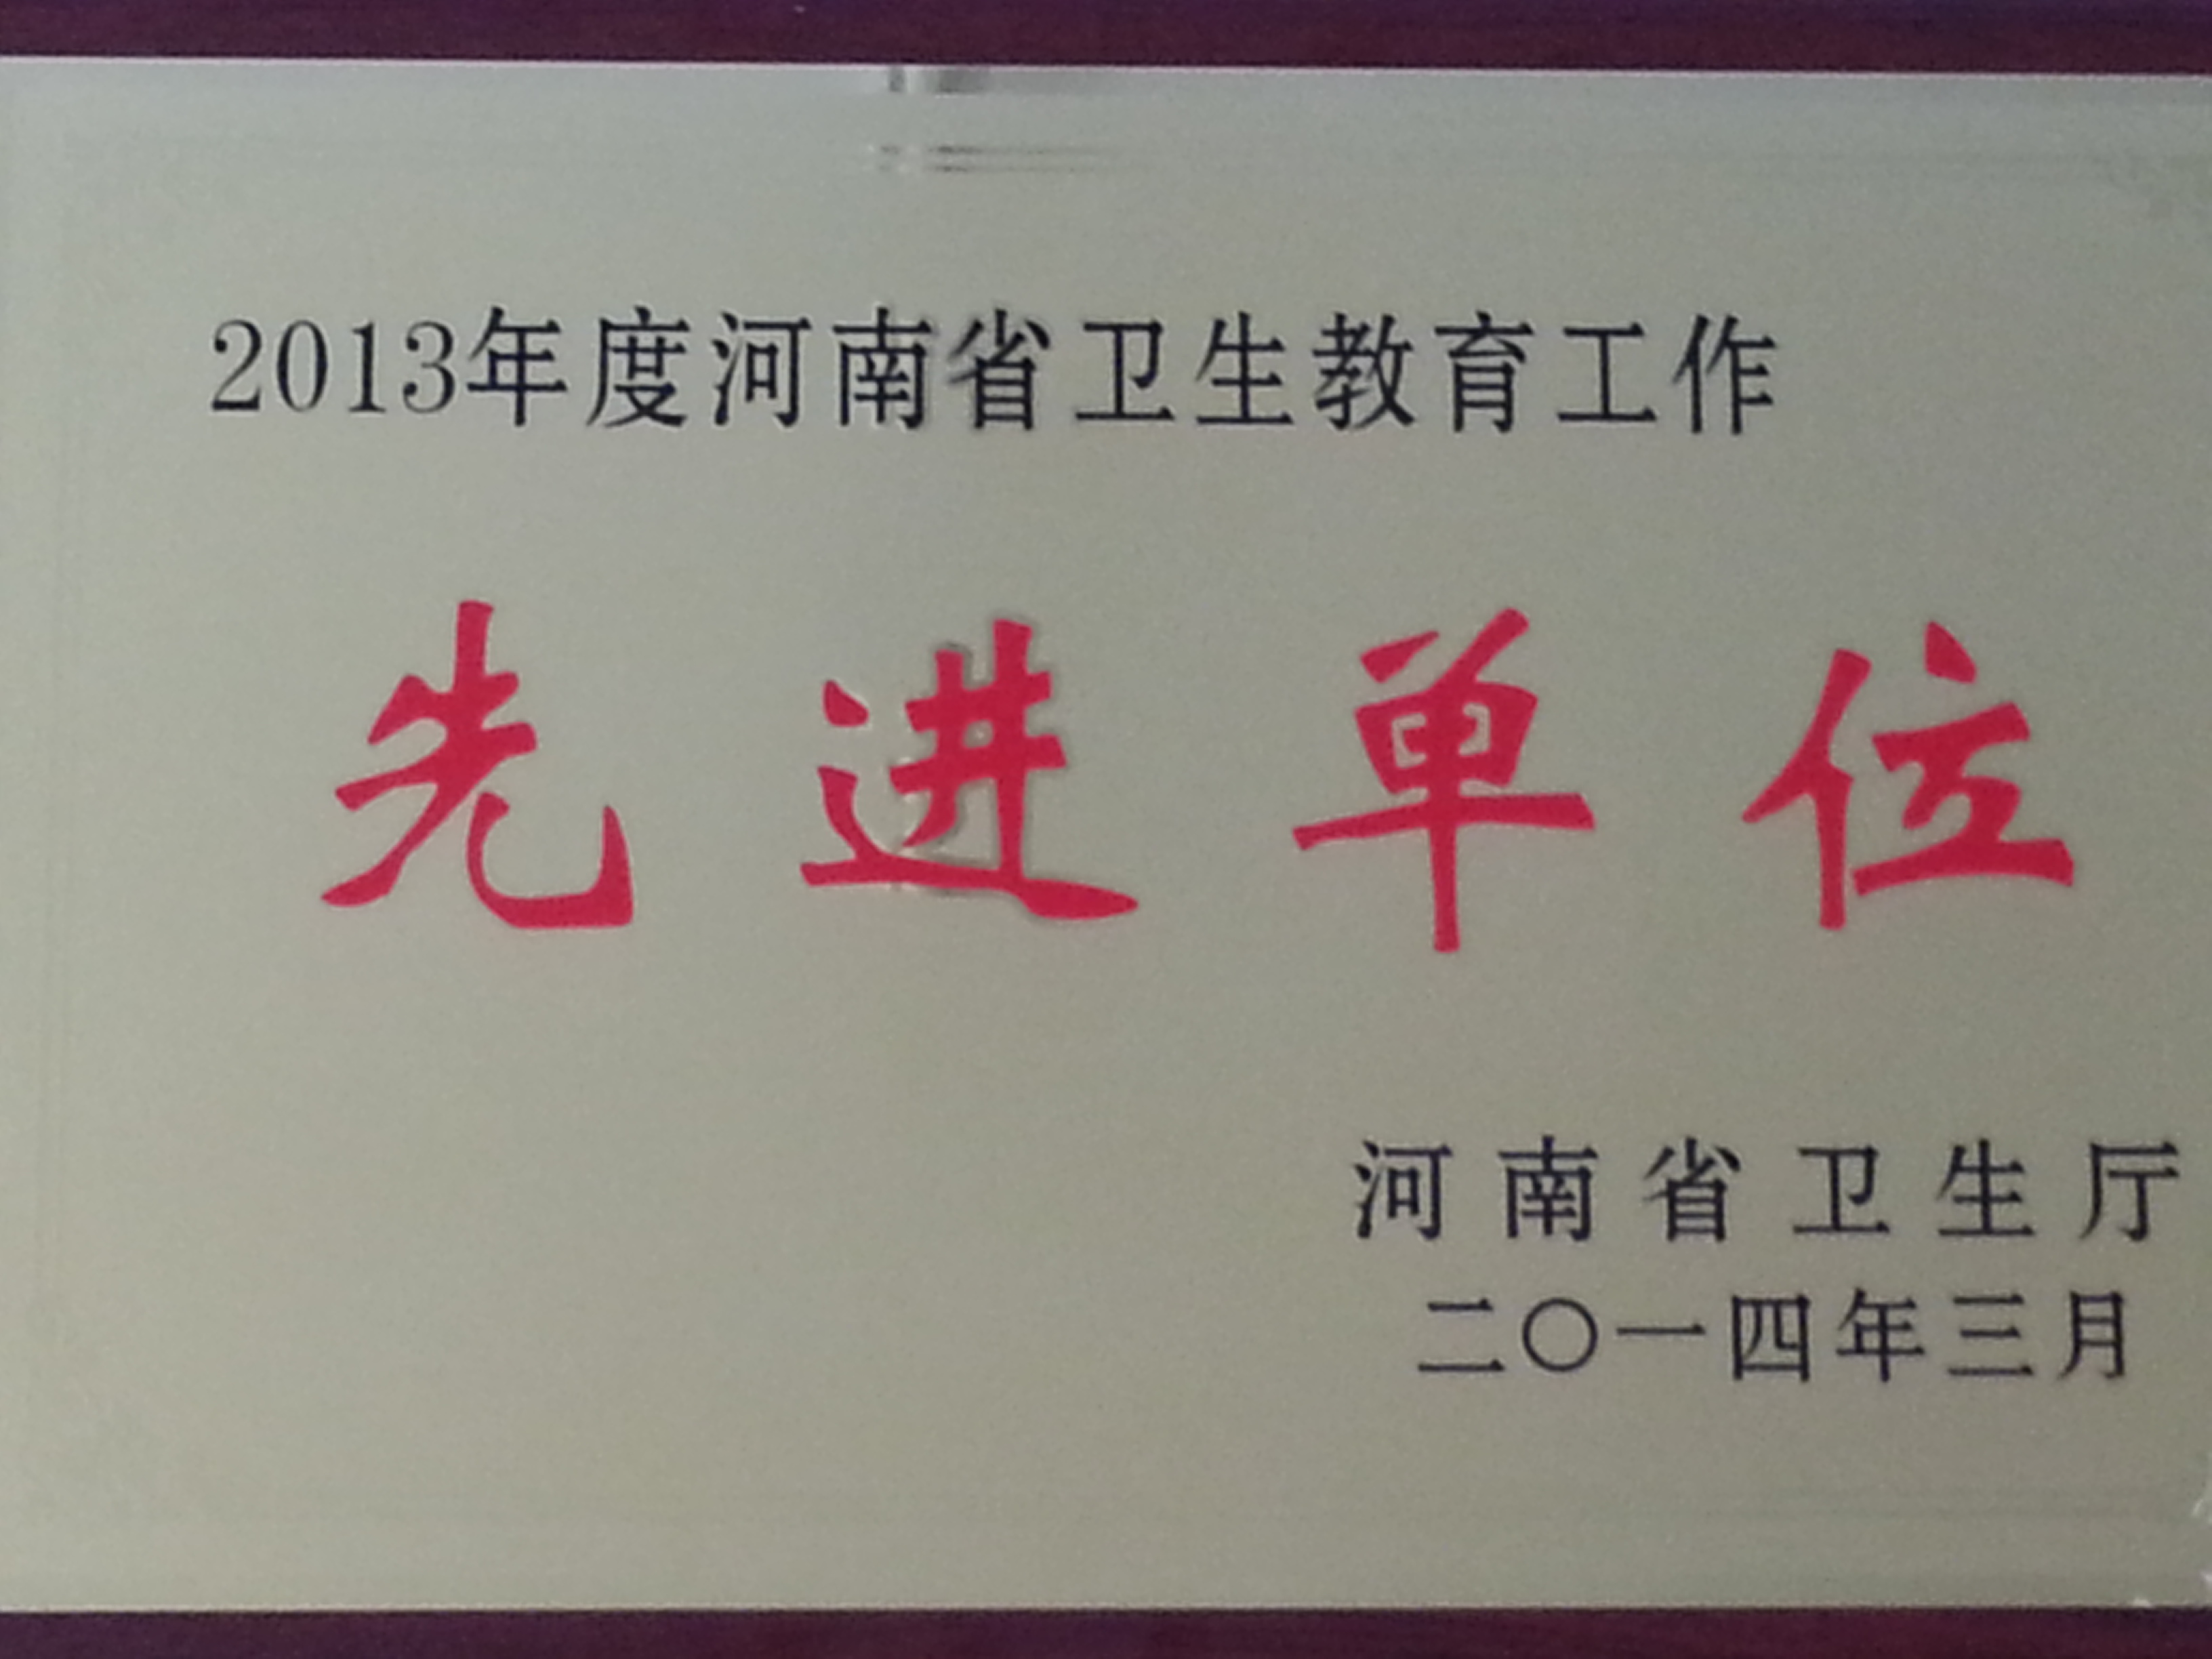 2013年度河南省卫生教育工作
先进单位
河南省卫生厅
二〇一四年三月